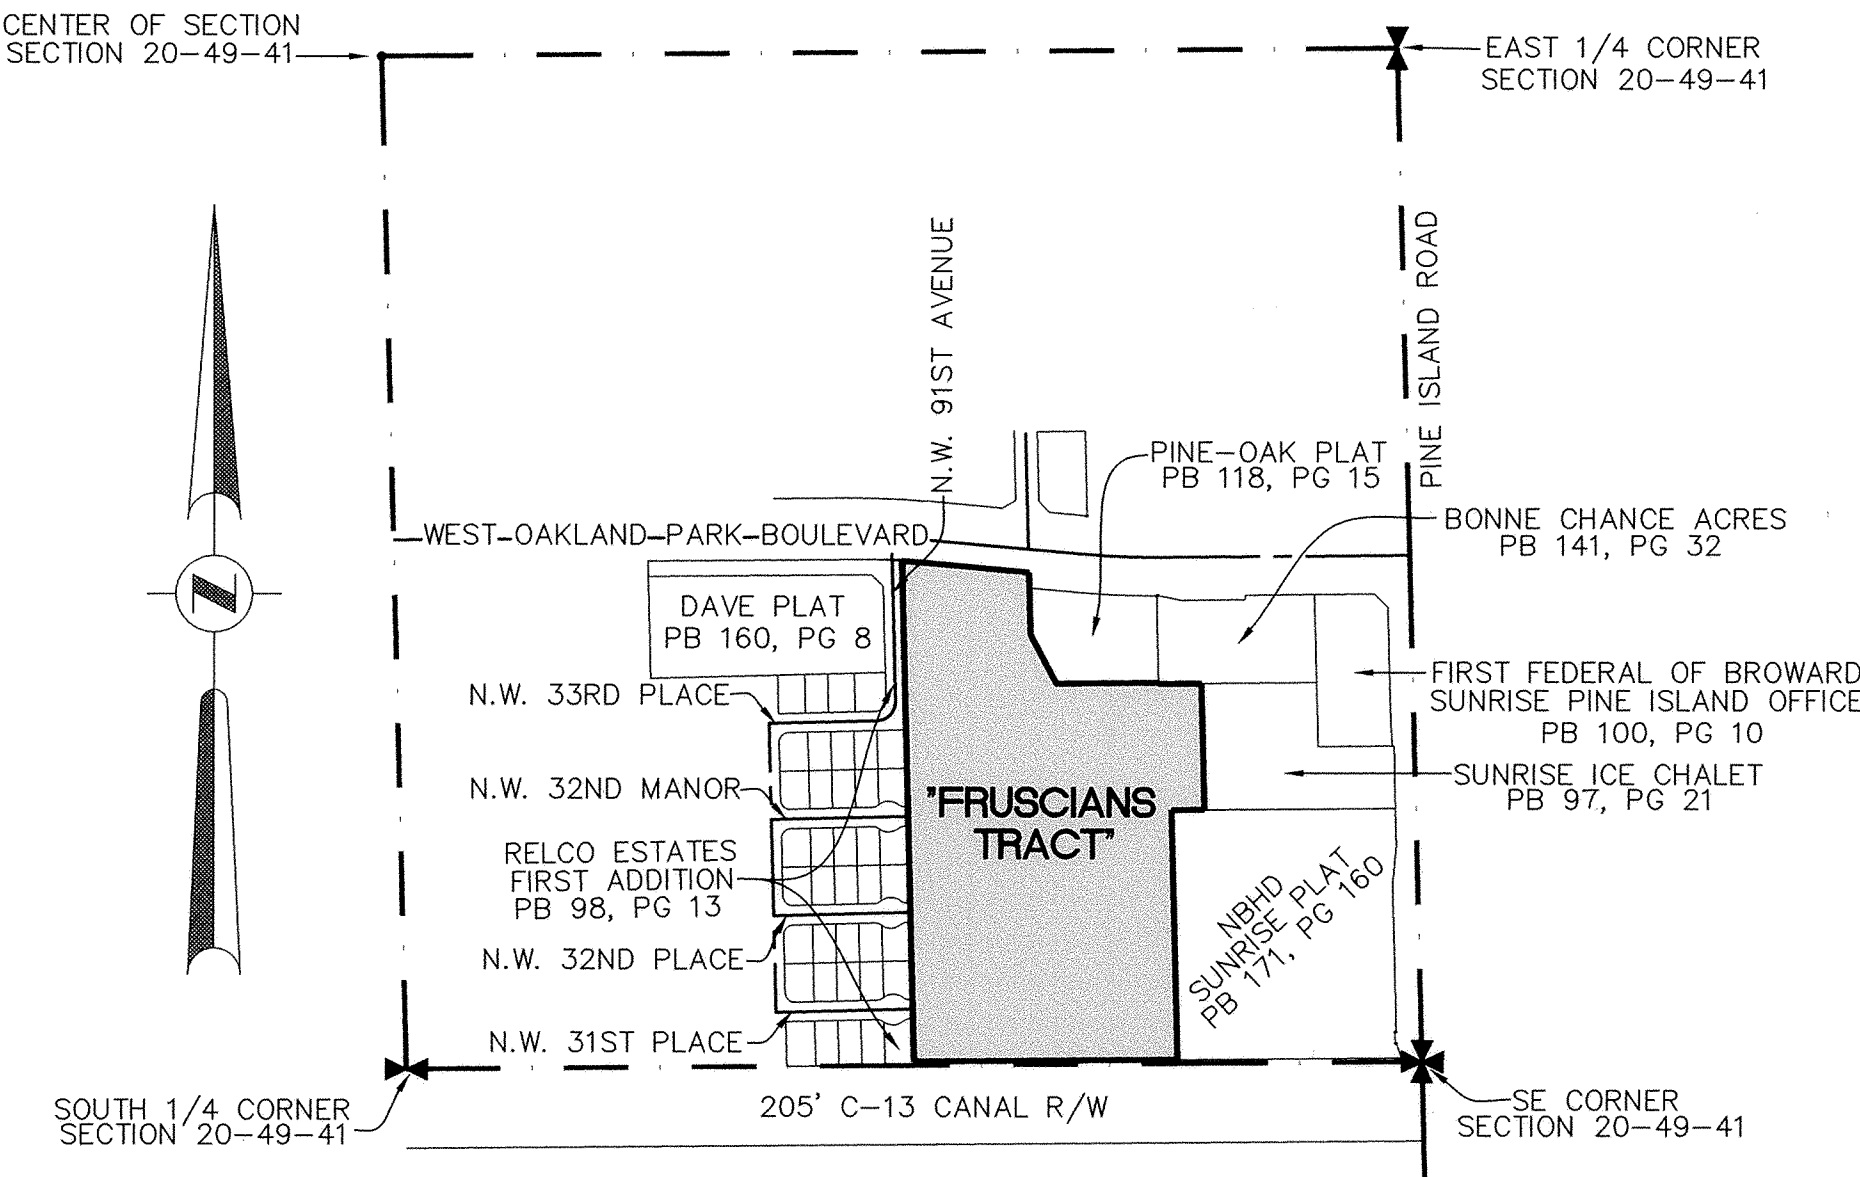 CENTER OF SECTION
SECTION 20-49-41
EAST 1/4 CORNER
SECTION 20-49-41
N.W. 91ST AVENUE
PINE ISLAND ROAD
PINE-OAK PLAT
PB 118, PG 15
BONNE CHANCE ACRES
PB 141, PG 32
WEST OAKLAND PARK BOULEVARD
N
DAVE PLAT
PB 160, PG 8
FIRST FEDERAL OF BROWARD
SUNRISE PINE ISLAND OFFICE
PB 100, PG 10
N.W. 33RD PLACE
SUNRISE ICE CHALET
PB 97, PG 21
N.W. 32ND MANOR
"FRUSCIANS
TRACT"
RELCO ESTATES
FIRST ADDITION
PB 98, PG 13
NBHD
SUNRISE PLAT
PB 171, PG 160
N.W. 32ND PLACE
N.W. 31ST PLACE
SOUTH 1/4 CORNER
SECTION 20-49-41
205' C-13 CANAL R/W
SE CORNER
SECTION 20-49-41